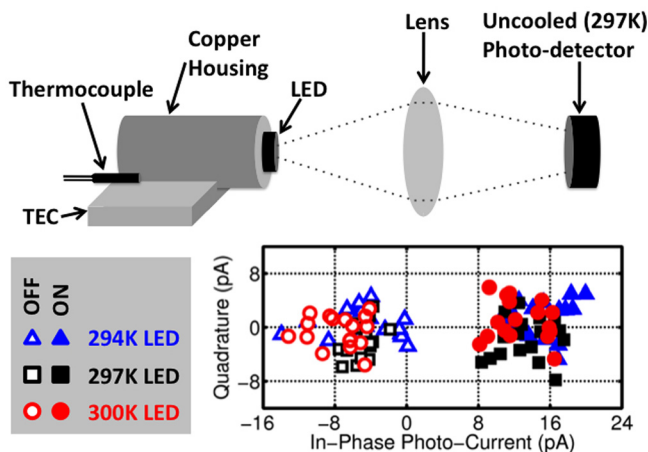 Copper
Housing
Lens
Uncooled (297K)
Photo-detector
Thermocouple
LED
TEC
OFF
ON
294K LED
297K LED
300K LED
Quadrature (pA)
8
0
−8
−16
−8
0
8
16
24
In−Phase Photo−Current (pA)